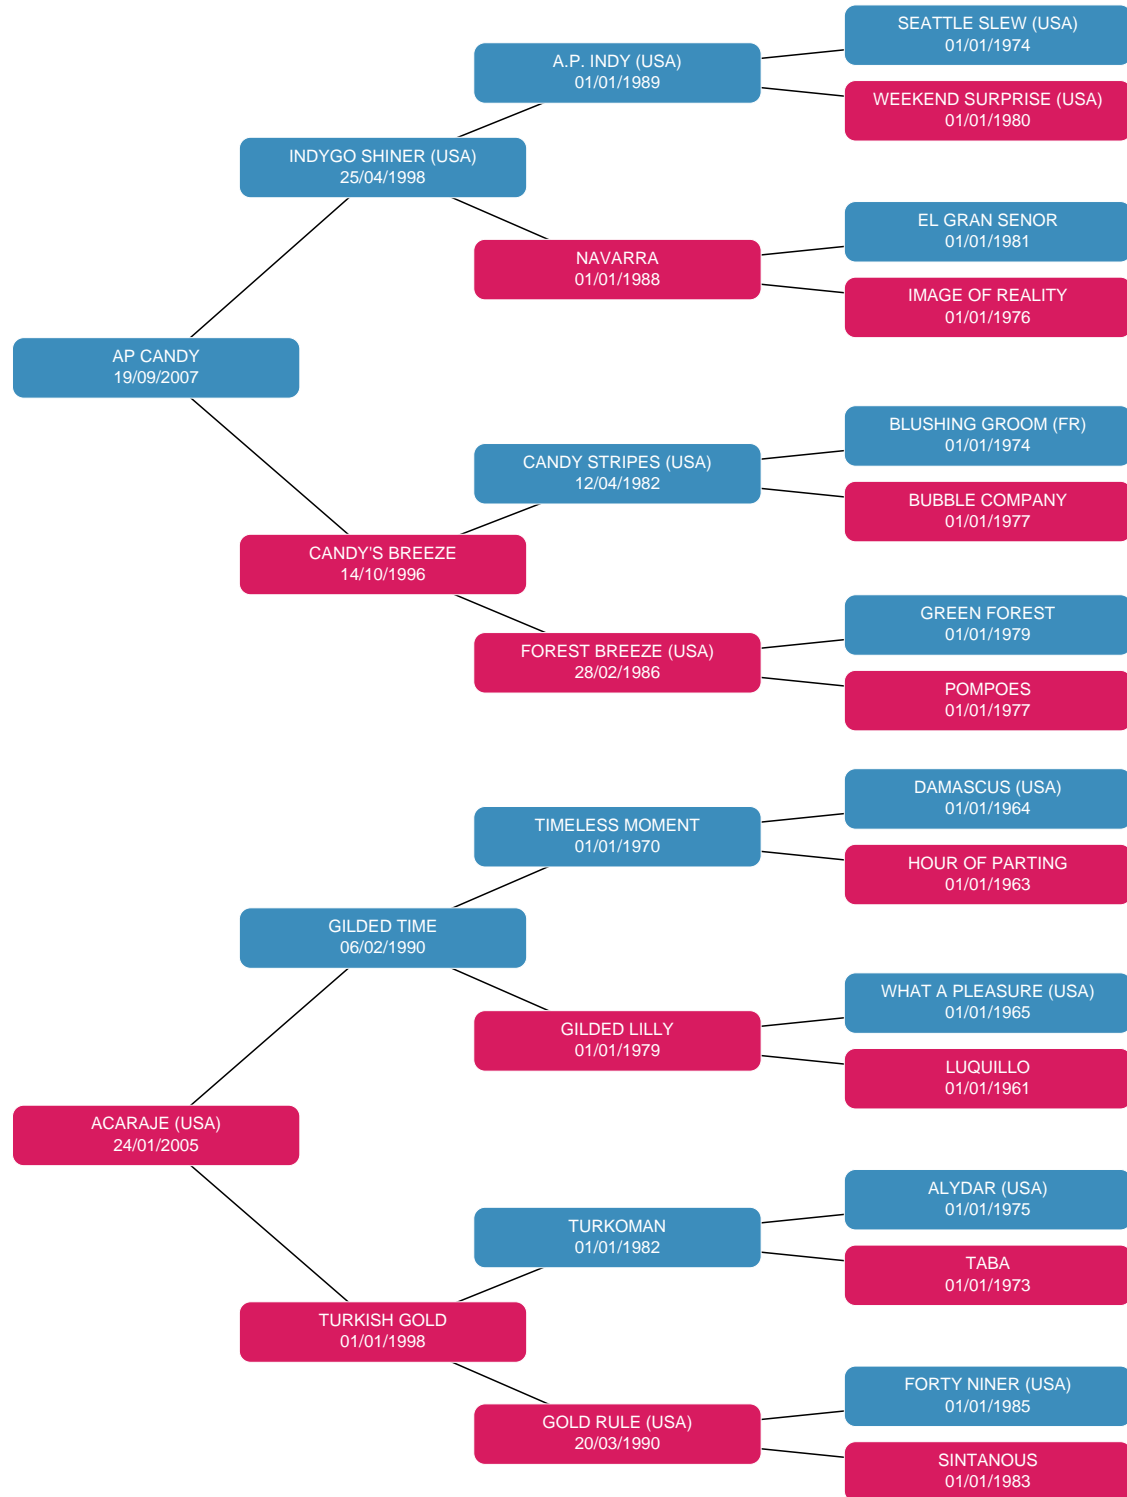 SEATTLE SLEW (USA)
01/01/1974
A.P. INDY (USA)
01/01/1989
WEEKEND SURPRISE (USA)
01/01/1980
INDYGO SHINER (USA)
25/04/1998
EL GRAN SENOR
01/01/1981
NAVARRA
01/01/1988
IMAGE OF REALITY
01/01/1976
AP CANDY
19/09/2007
BLUSHING GROOM (FR)
01/01/1974
CANDY STRIPES (USA)
12/04/1982
BUBBLE COMPANY
01/01/1977
CANDY'S BREEZE
14/10/1996
GREEN FOREST
01/01/1979
FOREST BREEZE (USA)
28/02/1986
POMPOES
01/01/1977
DAMASCUS (USA)
01/01/1964
TIMELESS MOMENT
01/01/1970
HOUR OF PARTING
01/01/1963
GILDED TIME
06/02/1990
WHAT A PLEASURE (USA)
01/01/1965
GILDED LILLY
01/01/1979
LUQUILLO
01/01/1961
ACARAJE (USA)
24/01/2005
ALYDAR (USA)
01/01/1975
TURKOMAN
01/01/1982
TABA
01/01/1973
TURKISH GOLD
01/01/1998
FORTY NINER (USA)
01/01/1985
GOLD RULE (USA)
20/03/1990
SINTANOUS
01/01/1983